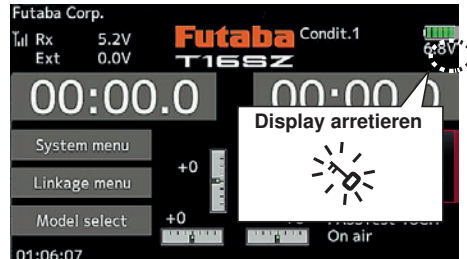 Futaba Corp.
Rx 5.2V
Ext 0.0V
Futaba
T16SZ
Condit.1
6.8V
00:00.0
00:00.0
Display arretieren
System menu
Linkage menu
Model select
+0
+0
On air
01:06:07